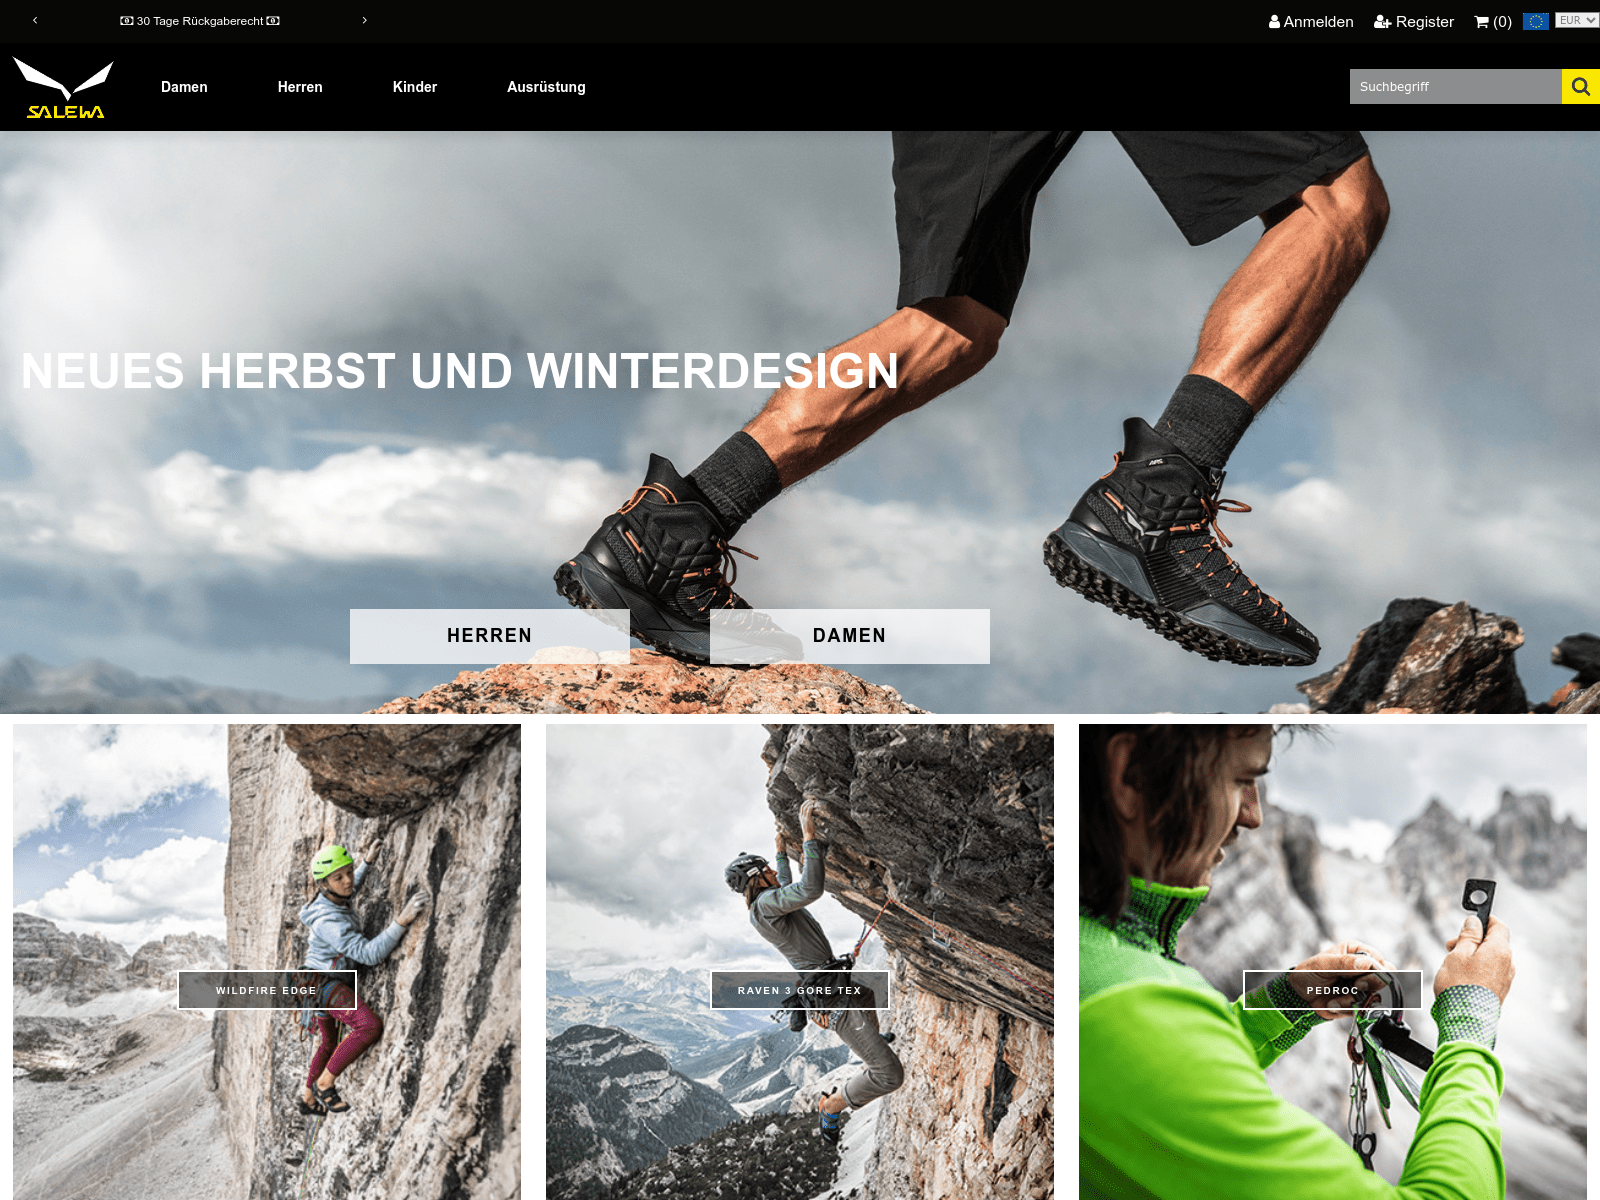 30 Tage Rückgaberecht
Anmelden
Register
(0)
EUR
SALEWA
Damen
Herren
Kinder
Ausrüstung
Suchbegriff
NEUES HERBST UND WINTERDESIGN
HERREN
DAMEN
WILDFIRE EDGE
RAVEN 3 GORE TEX
PEDROC